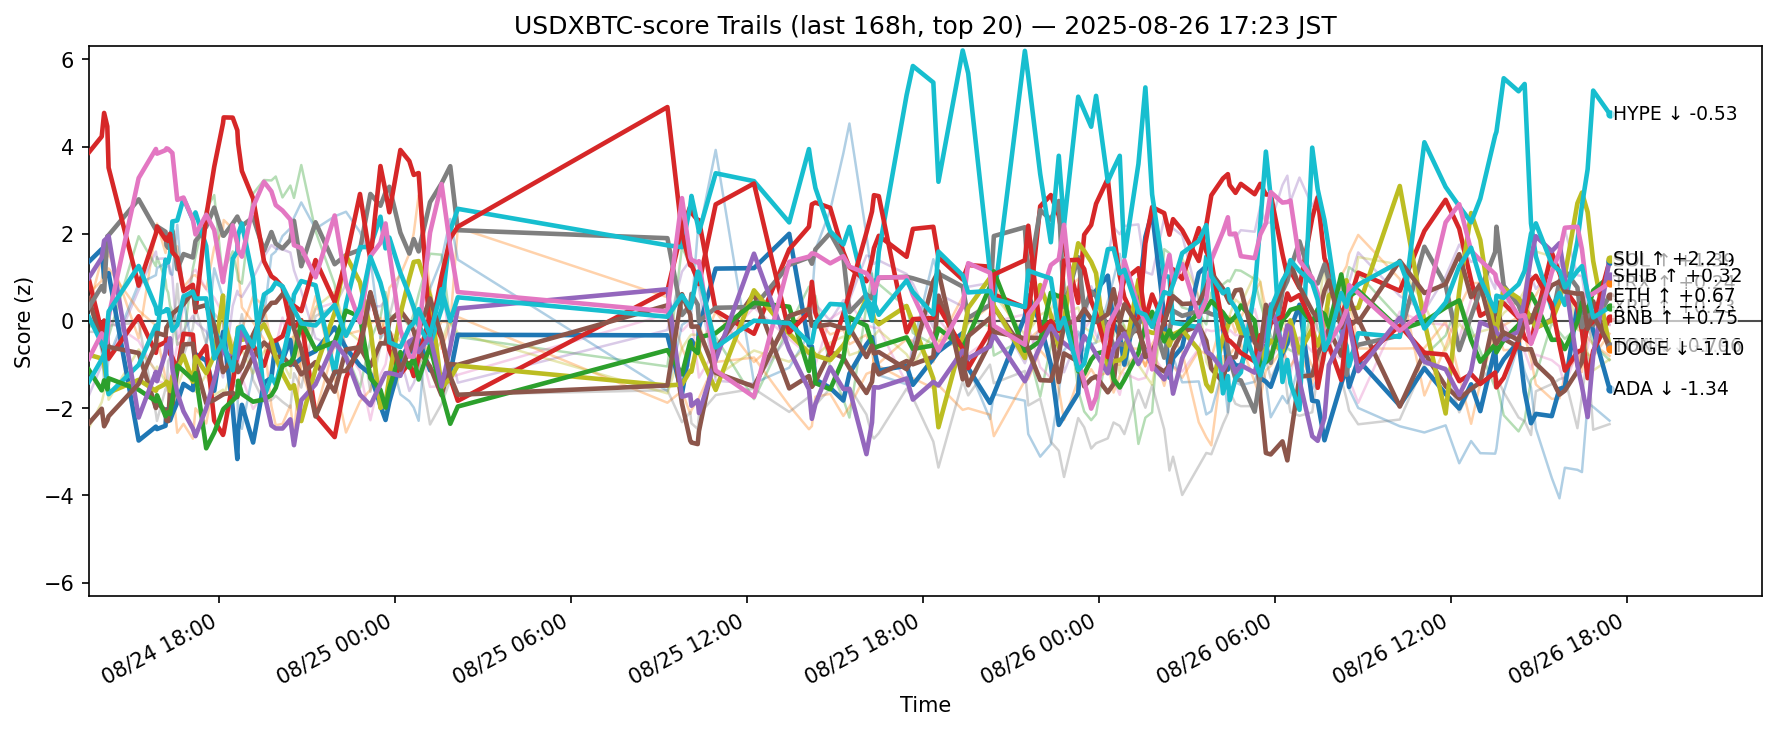 USDXBTC-score Trails (last 168h, top 20) — 2025-08-26 17:23 JST
Score (z)
6
4
2
0
−2
−4
−6
HYPE ↓ -0.53
SUI ↑ +2.21
SHIB ↑ +0.32
ETH ↑ +0.67
BNB ↑ +0.75
DOGE ↓ -1.10
ADA ↓ -1.34
08/24 18:00
08/25 00:00
08/25 06:00
08/25 12:00
08/25 18:00
08/26 00:00
08/26 06:00
08/26 12:00
08/26 18:00
Time